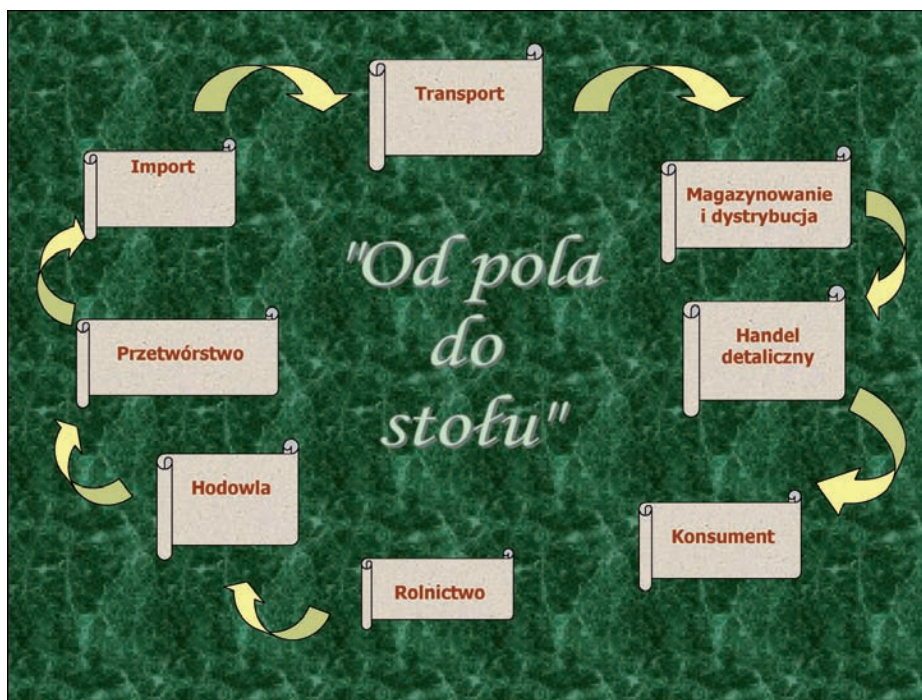 Transport
Import
Magazynowanie
i dystrybucja
"Od pola
do
stołu"
Handel
detaliczny
Przetwórstwo
Hodowla
Konsument
Rolnictwo